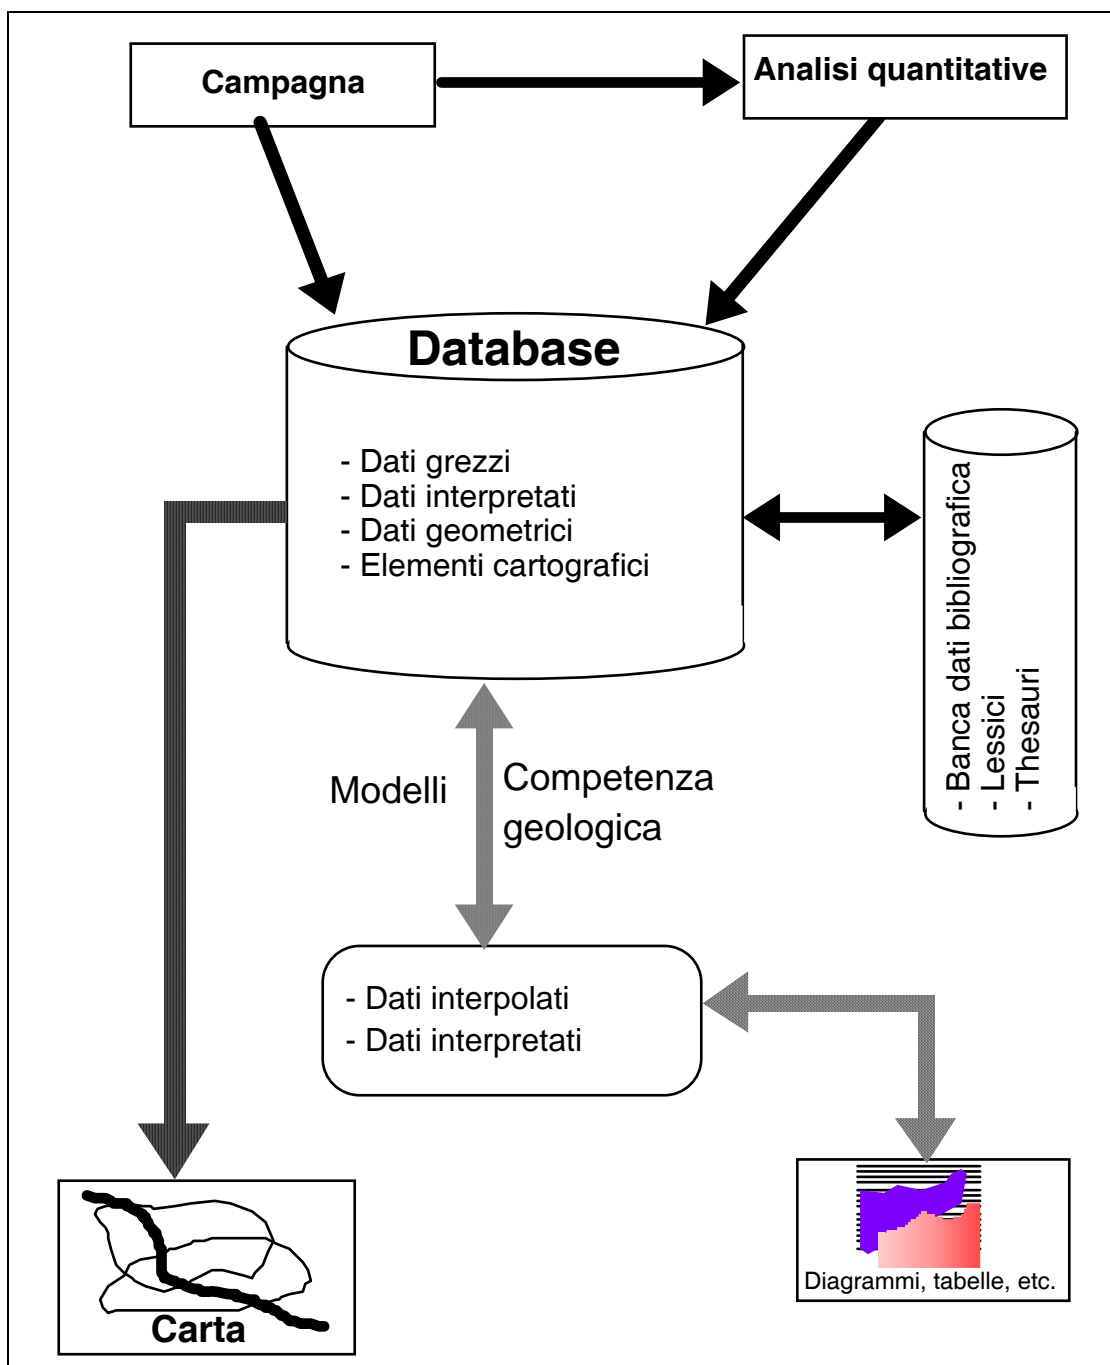 Campagna
Analisi quantitative
Database
- Dati grezzi
- Dati interpretati
- Dati geometrici
- Elementi cartografici
- Banca dati bibliografica
- Lessici
- Thesauri
Modelli
Competenza
geologica
- Dati interpolati
- Dati interpretati
Carta
Diagrammi, tabelle, etc.